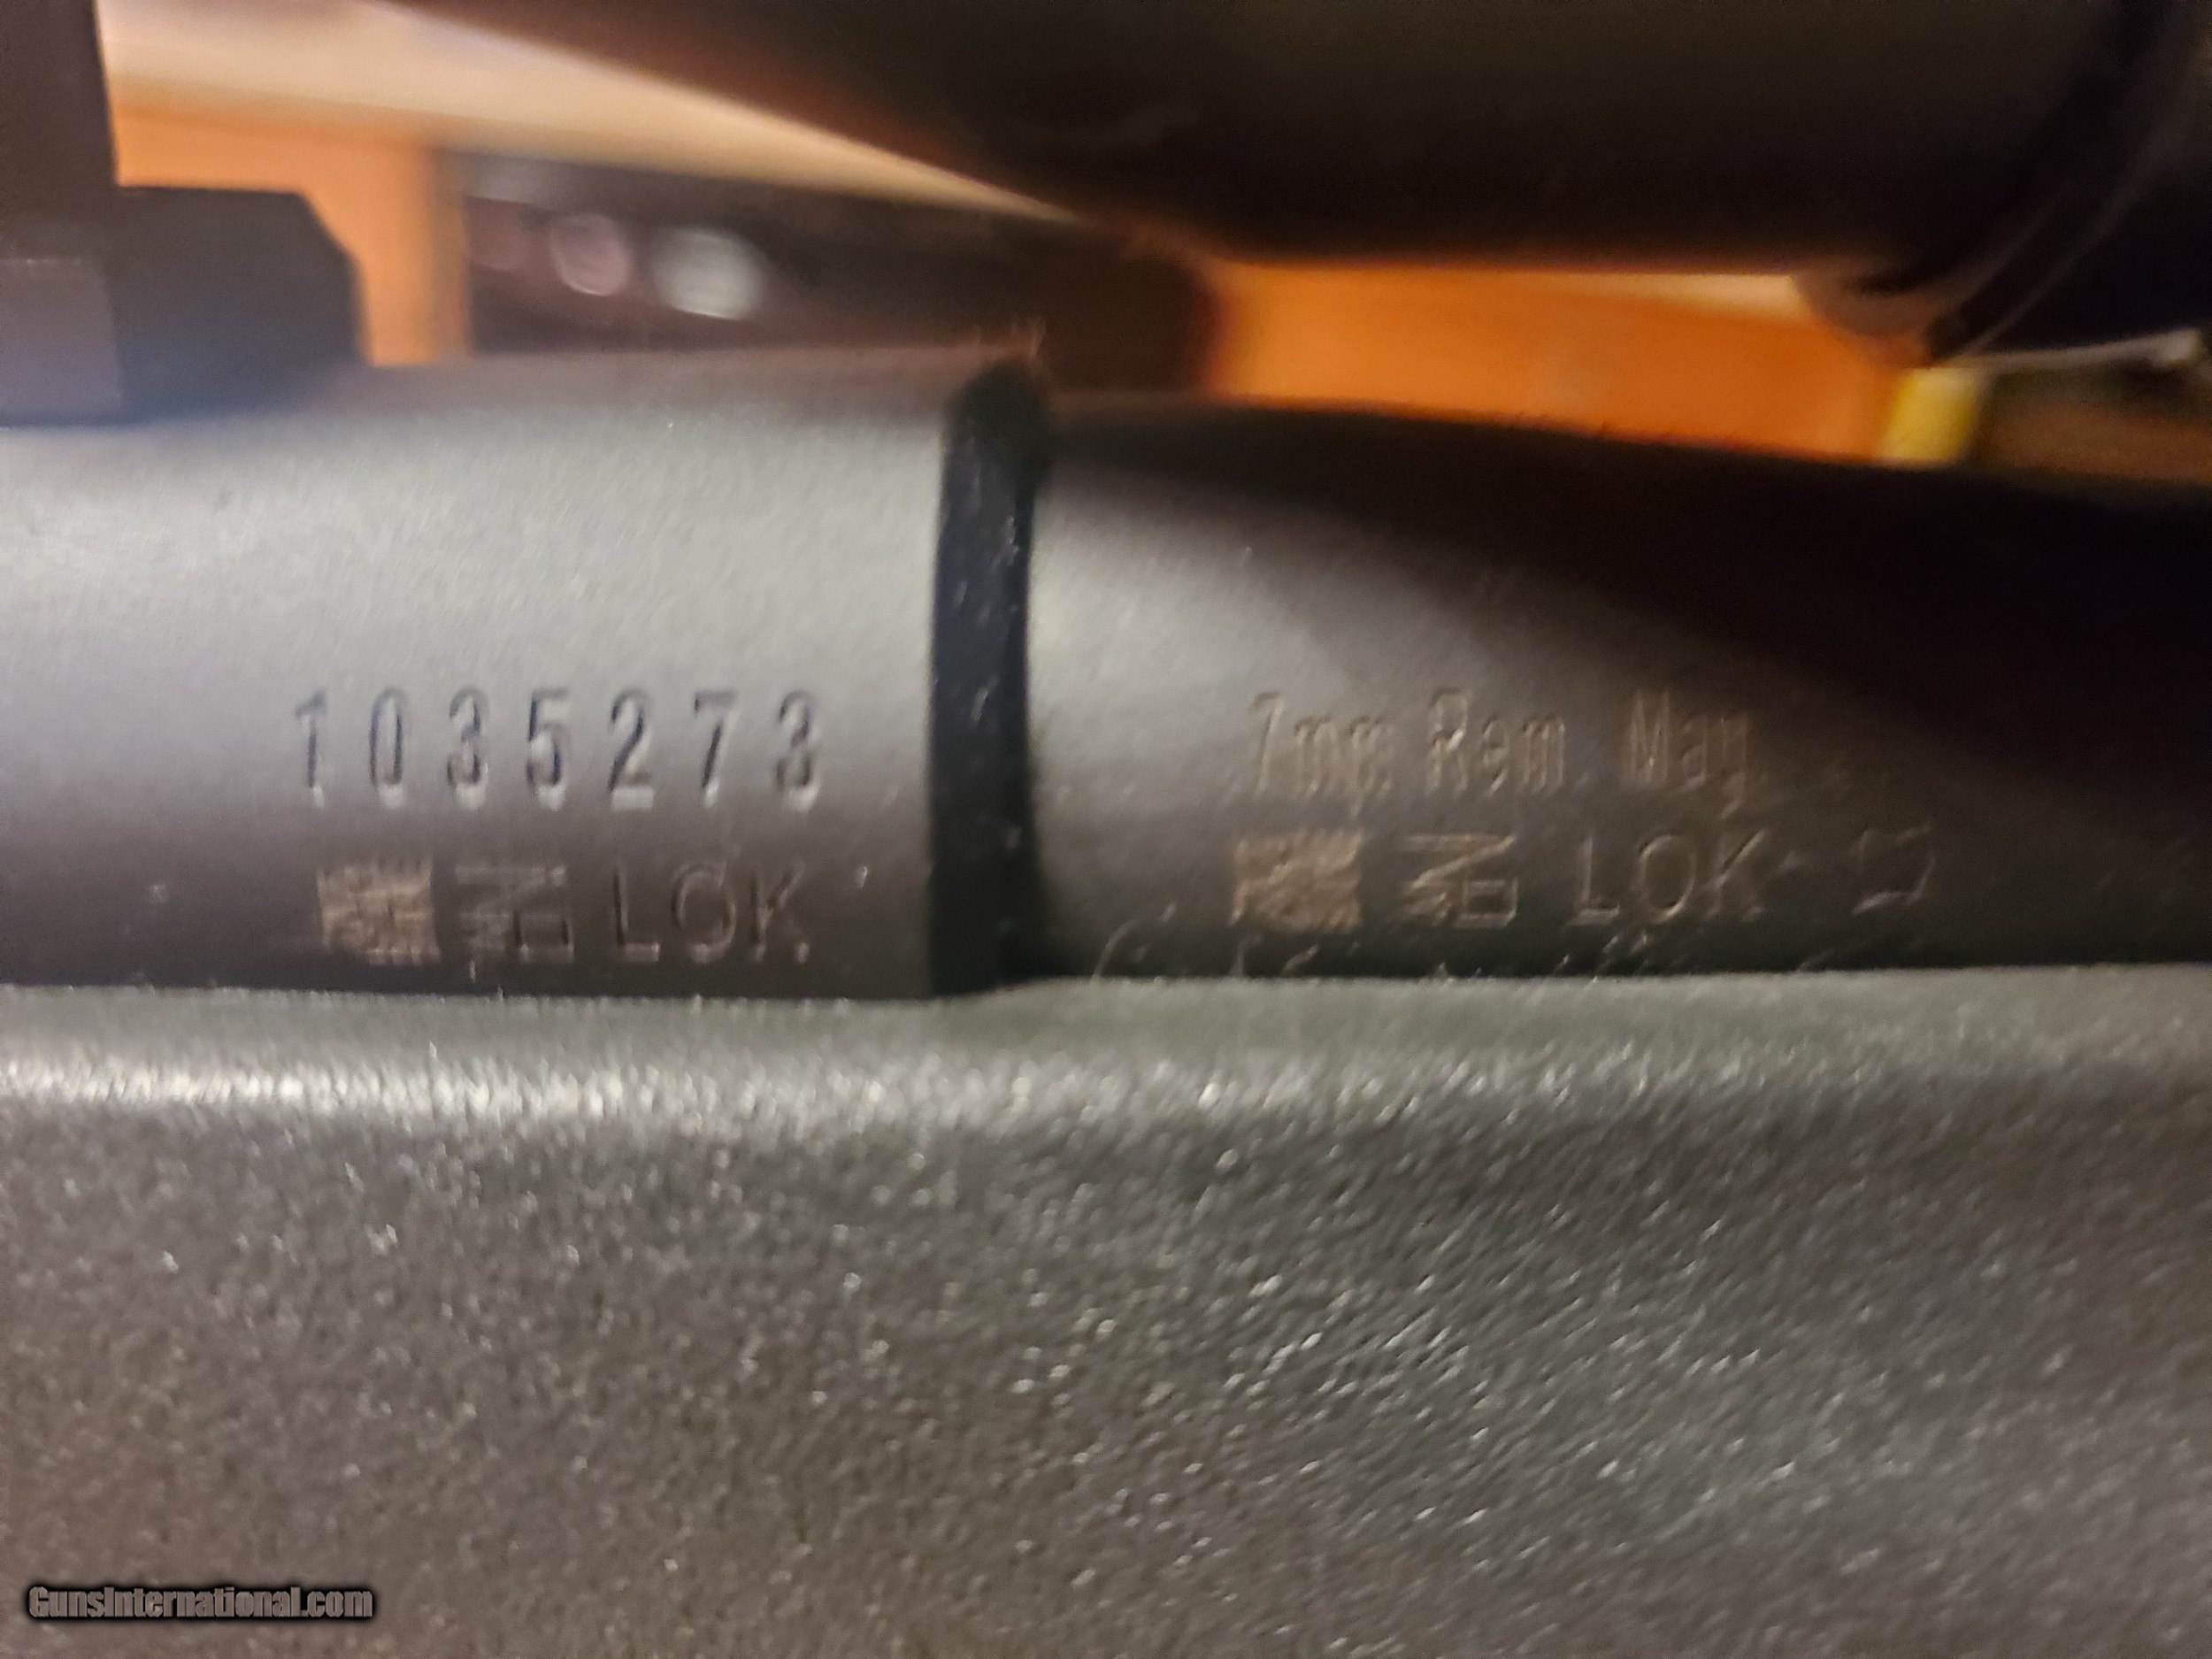 1035273
LOK
7mm Rem. Mag.
LOK
GunsInternational.com